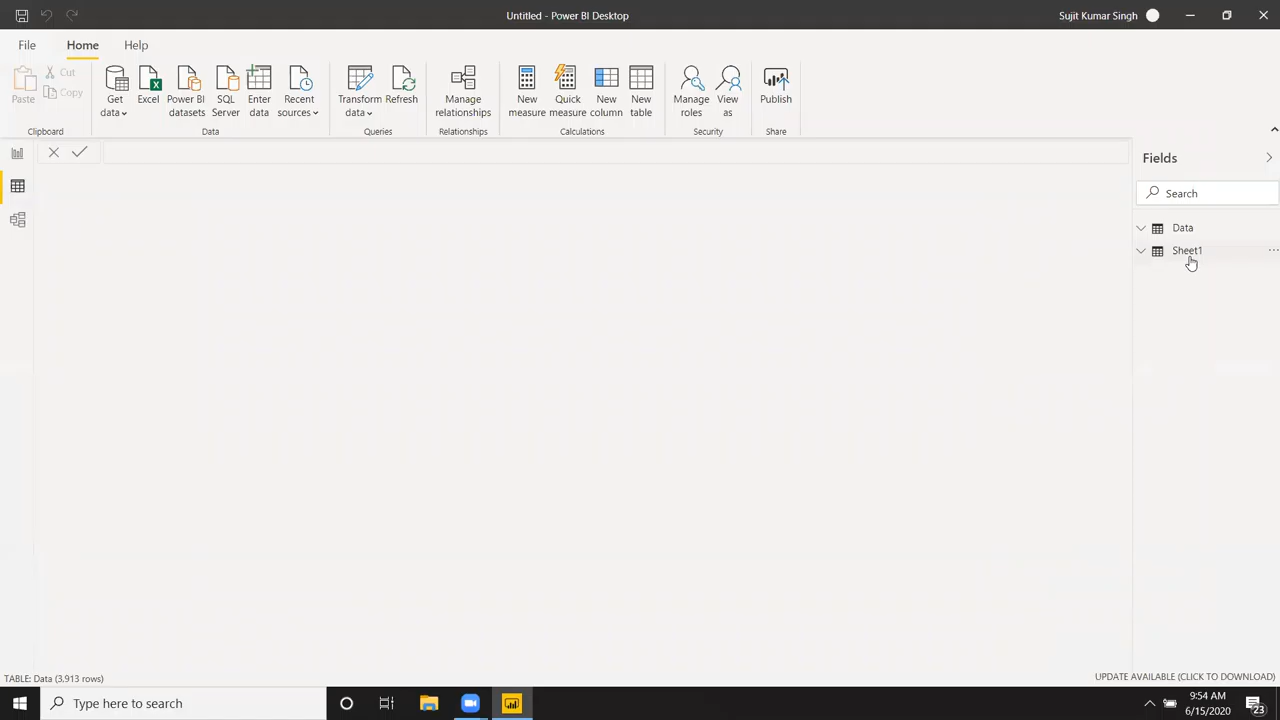 Untitled - Power BI Desktop
Sujit Kumar Singh
File Home Help
Paste
Cut
Copy
Clipboard
Get data
Excel
Power BI datasets
SQL Server
Enter data
Recent sources
Data
Transform data
Refresh
Queries
Manage relationships
Relationships
New measure
Quick measure
New column
New table
Calculations
Manage roles
View as
Security
Publish
Share
Fields
Search
Data
Sheet1
TABLE: Data (3,913 rows)
UPDATE AVAILABLE (CLICK TO DOWNLOAD)
Type here to search
9:54 AM
6/15/2020
23